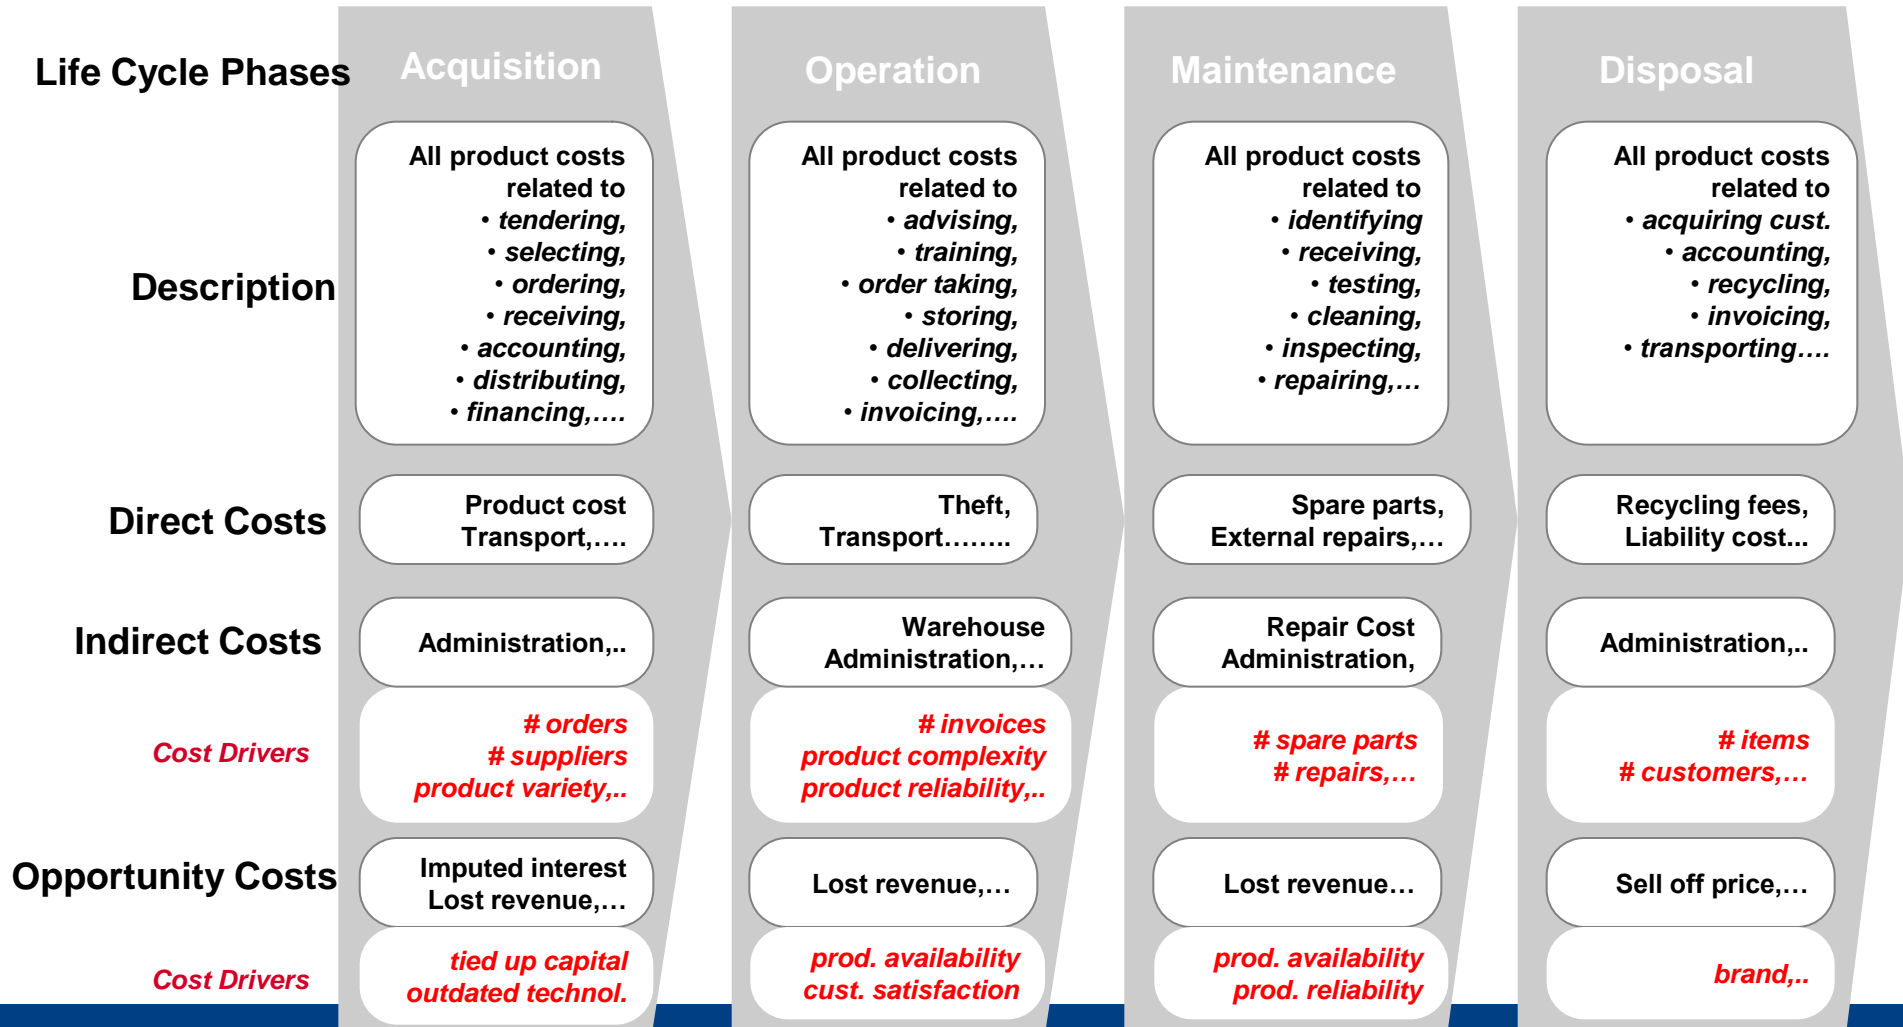 Life Cycle Phases
Acquisition
Operation
Maintenance
Disposal
Description
All product costs
related to
• tendering,
• selecting,
• ordering,
• receiving,
• accounting,
• distributing,
• financing,….
All product costs
related to
• advising,
• training,
• order taking,
• storing,
• delivering,
• collecting,
• invoicing,….
All product costs
related to
• identifying
• receiving,
• testing,
• cleaning,
• inspecting,
• repairing,…
All product costs
related to
• acquiring cust.
• accounting,
• recycling,
• invoicing,
• transporting….
Direct Costs
Product cost
Transport,….
Theft,
Transport……..
Spare parts,
External repairs,…
Recycling fees,
Liability cost...
Indirect Costs
Administration,..
Warehouse
Administration,…
Repair Cost
Administration,
Administration,..
Cost Drivers
# orders
# suppliers
product variety,..
# invoices
product complexity
product reliability,..
# spare parts
# repairs,…
# items
# customers,…
Opportunity Costs
Imputed interest
Lost revenue,…
Lost revenue,…
Lost revenue…
Sell off price,…
Cost Drivers
tied up capital
outdated technol.
prod. availability
cust. satisfaction
prod. availability
prod. reliability
brand,..